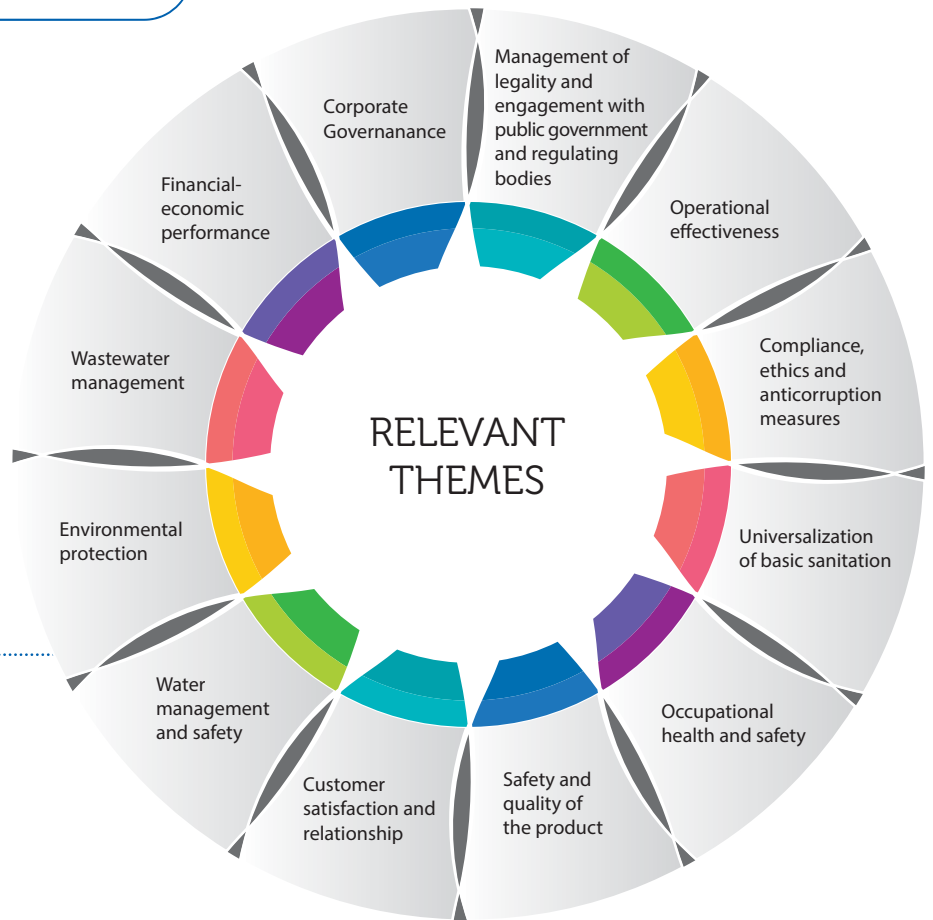 RELEVANT
THEMES
Management of
legality and
engagement with
public government
and regulating
bodies
Operational
effectiveness
Compliance,
ethics and
anticorruption
measures
Universalization
of basic sanitation
Occupational
health and safety
Safety and
quality of
the product
Customer
satisfaction and
relationship
Water
management
and safety
Environmental
protection
Wastewater
management
Financial-
economic
performance
Corporate
Governanance